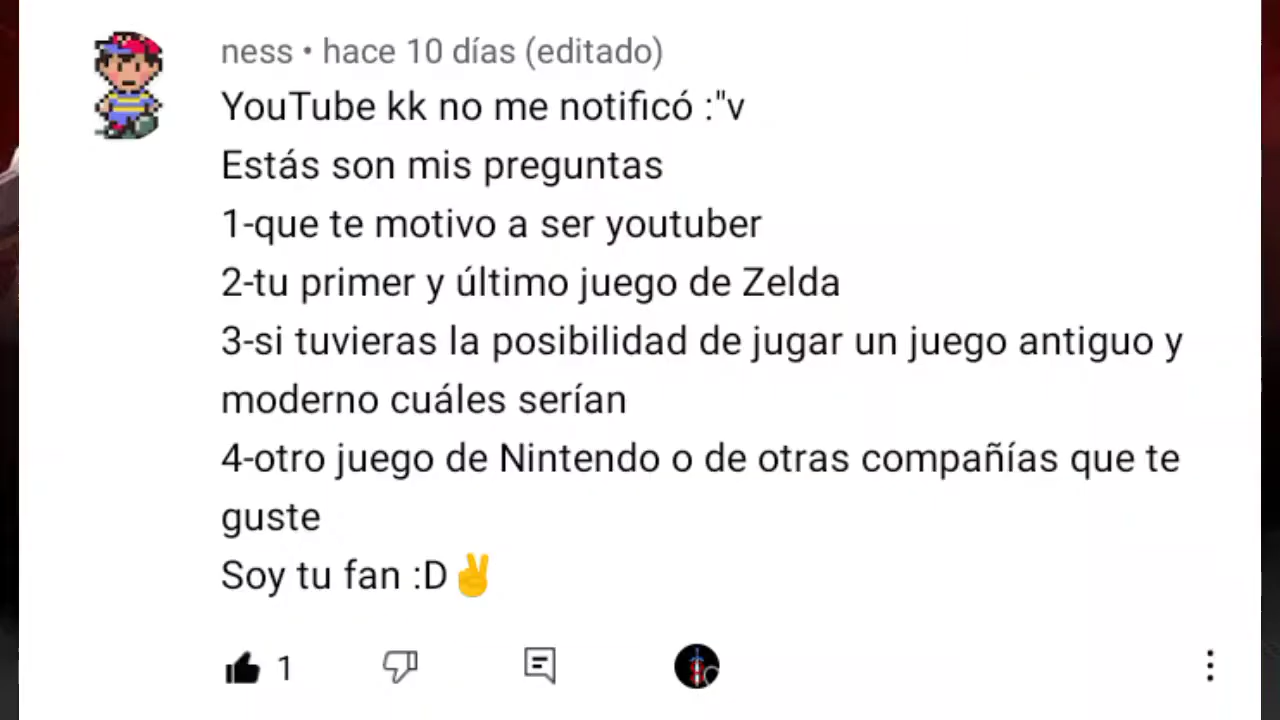 ness • hace 10 días (editado)
YouTube kk no me notificó :"v
Estás son mis preguntas
1-que te motivo a ser youtuber
2-tu primer y último juego de Zelda
3-si tuvieras la posibilidad de jugar un juego antiguo y
moderno cuáles serían
4-otro juego de Nintendo o de otras compañías que te
guste
Soy tu fan :D✌
1